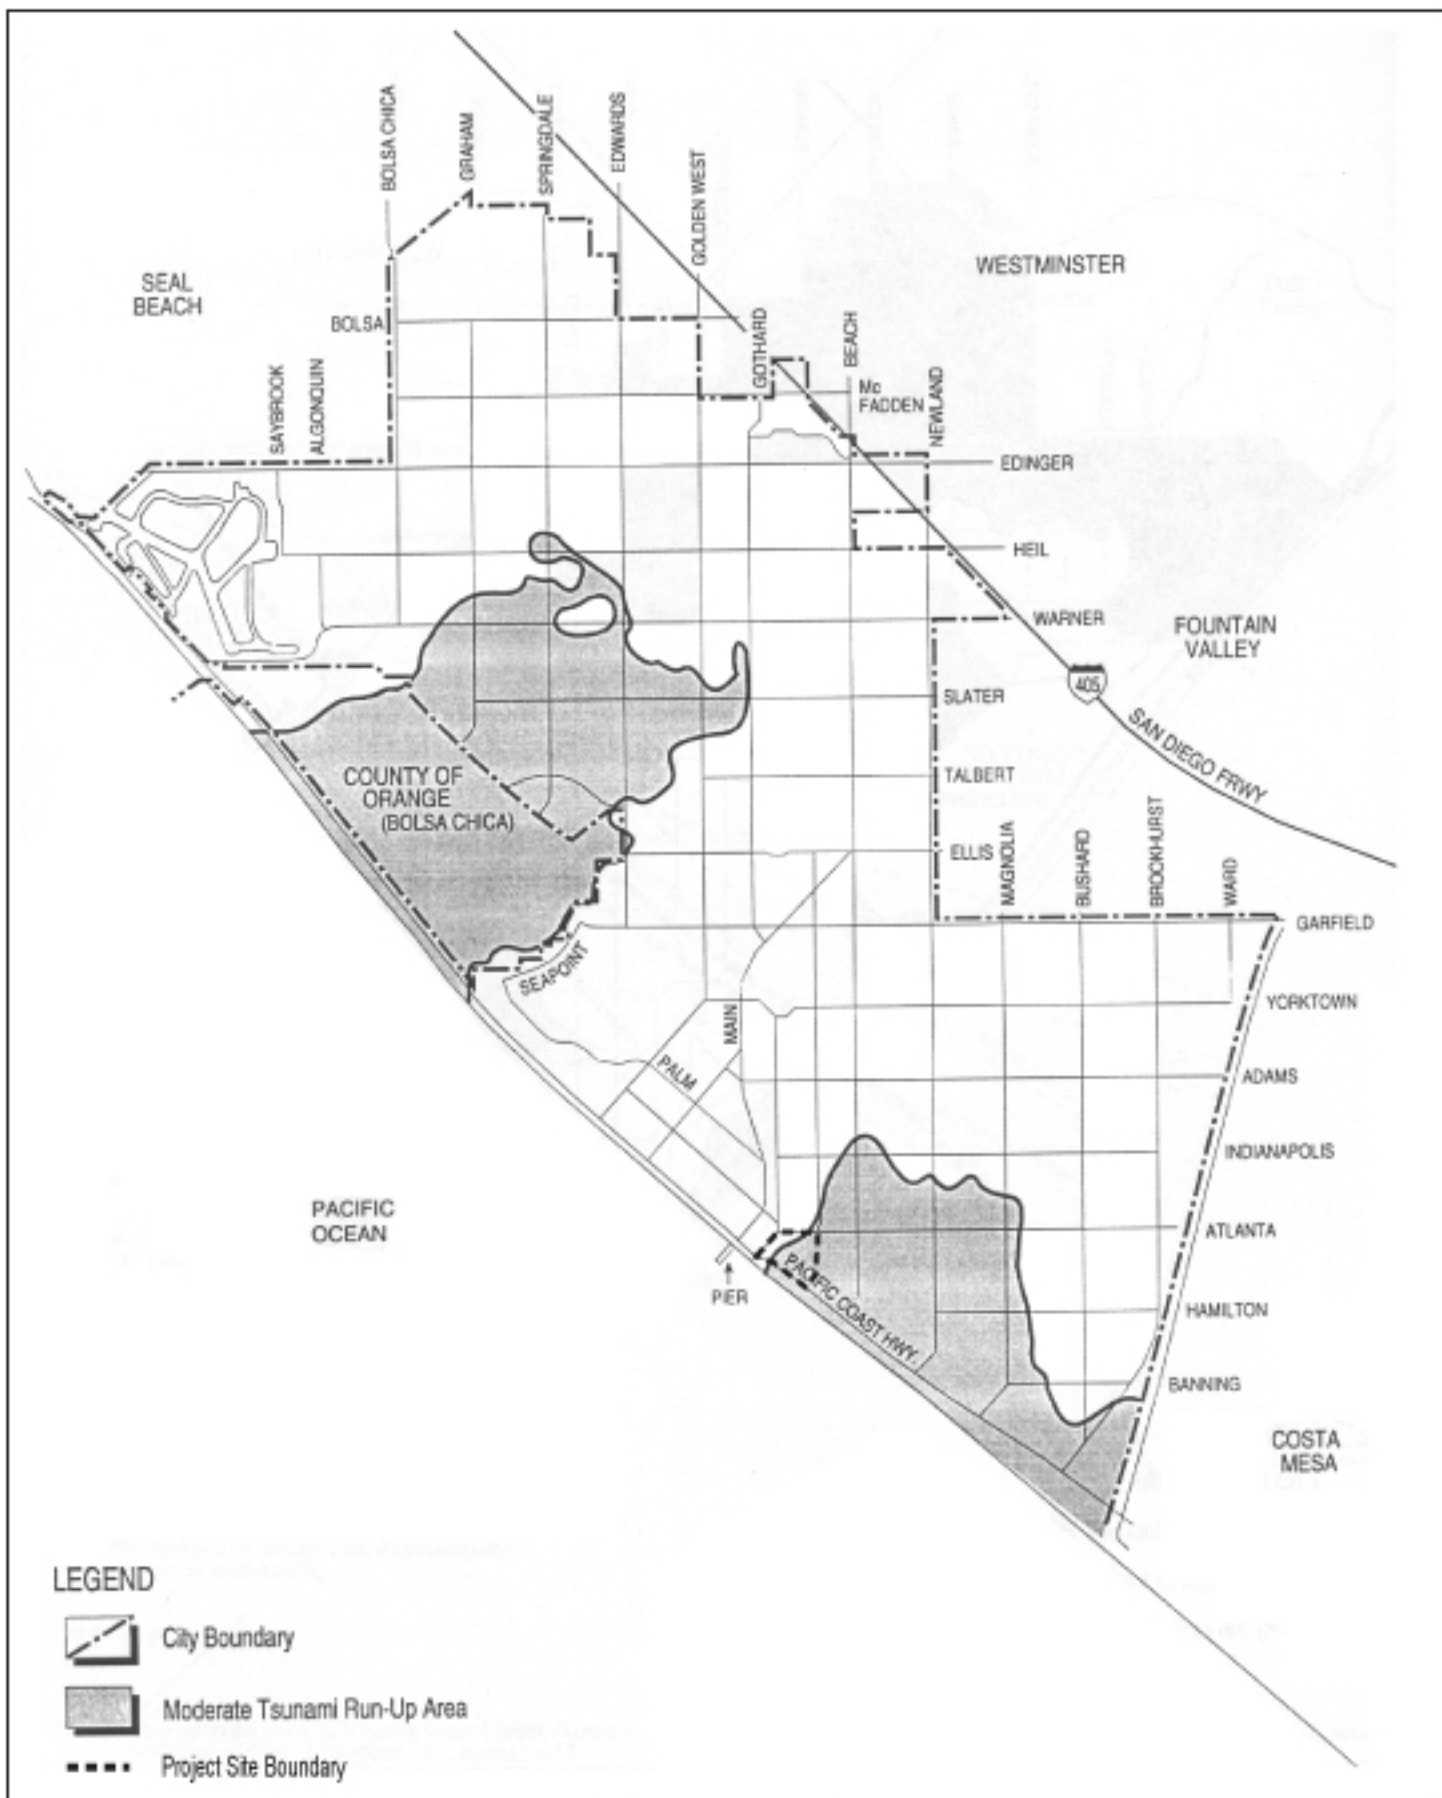 BOLSA CHICA
GRAHAM
SPRINGDALE
EDWARDS
GOLDEN WEST
SEAL
BEACH
WESTMINSTER
BOLSA
GOTHARD
BEACH
Mc
FADDEN
NEWLAND
SAYBROOK
ALGONQUIN
EDINGER
HEIL
WARNER
FOUNTAIN
VALLEY
405
SLATER
SAN DIEGO FRWY
COUNTY OF
ORANGE
(BOLSA CHICA)
TALBERT
ELLIS
MAGNOLIA
BUSHARD
BROCKHURST
WARD
GARFIELD
SEAPOINT
YORKTOWN
MAIN
PALM
ADAMS
INDIANAPOLIS
PACIFIC
OCEAN
ATLANTA
PIER
PACIFIC COAST HWY.
HAMILTON
BANNING
COSTA
MESA
LEGEND
City Boundary
Moderate Tsunami Run-Up Area
Project Site Boundary